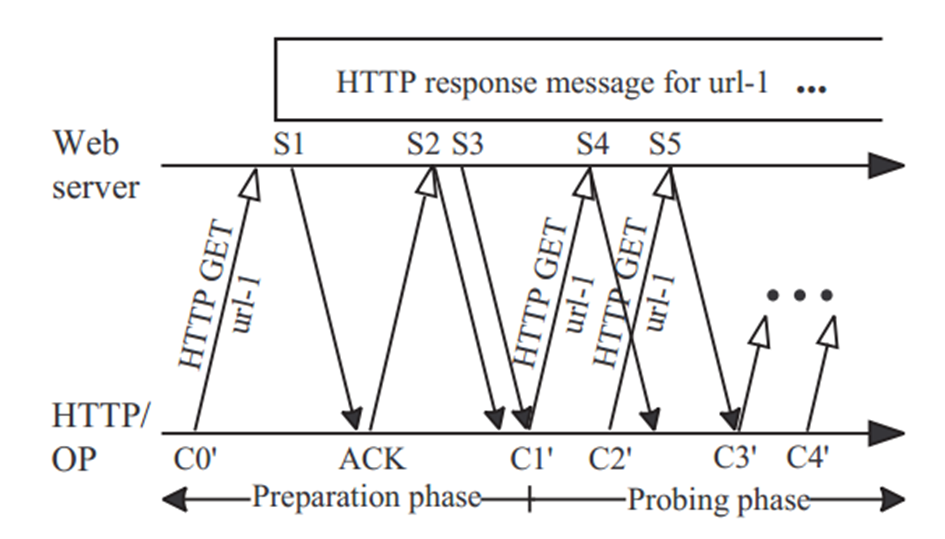 HTTP response message for url-1 ...
Web
server
S1
S2
S3
S4
S5
HTTP GET
url-1
HTTP GET
url-1
HTTP GET
url-1
HTTP/
OP
C0'
ACK
C1'
C2'
C3'
C4'
Preparation phase
Probing phase